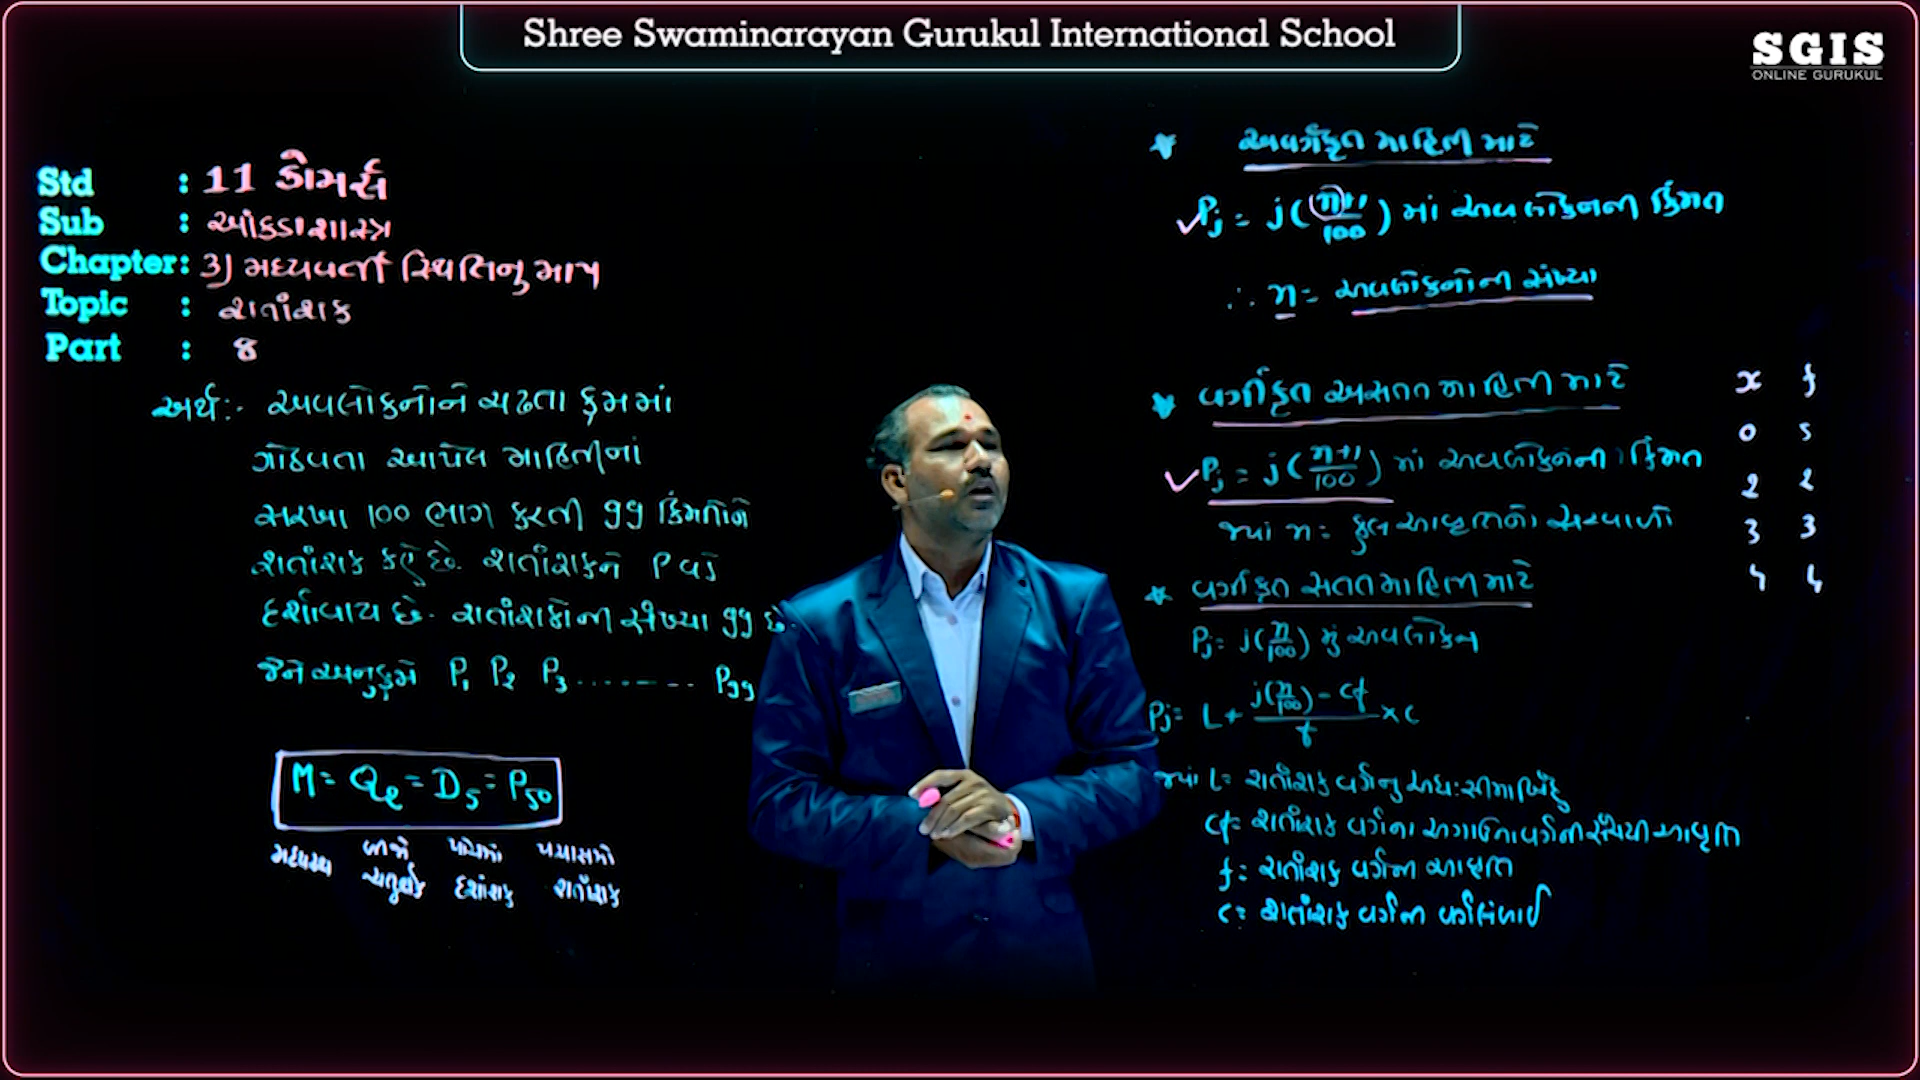 Shree Swaminarayan Gurukul International School
SGIS
ONLINE GURUKUL
Std : 11 કોમર્સ
Sub : આંકડાશાસ્ત્ર
Chapter: 3) મધ્યવર્તી સ્થિતિનુ માપ
Topic : શતાંશક
Part : 8
અર્થ:- અવલોકનોને ચઢતા ક્રમમાં
ગોઠવતા આપેલ માહિતીનાં
સરખા 100 ભાગ કરતી 99 કિંમતોને
શતાંશક કહે છે. શતાંશકને P વડે
દર્શાવાય છે. શતાંશકોની સંખ્યા 99 છે.
જેને અનુક્રમે P1 P2 P3 ........ P99
M = Q2 = D5 = P50
મધ્યસ્થ બીજો પાંચમાં પચાસમો
ચતુર્થક દશાંશક શતાંશક
* અવર્ગીકૃત માહિતી માટે
✓ Pj = j(n+1/100) માં અવલોકનની કિંમત
∴ n = અવલોકનોની સંખ્યા
* વર્ગીકૃત અસતત માહિતી માટે
✓ Pj = j(n+1/100) માં અવલોકનની કિંમત
જ્યાં n = કુલ આવૃત્તિનો સરવાળો
x f
0 5
2 2
3 3
5 5
* વર્ગીકૃત સતત માહિતી માટે
Pj = j(n/100) મું અવલોકન
Pj = L + j(n/100) - cf / f × c
જ્યાં L = શતાંશક વર્ગનુ અધ:સીમાબિંદુ
cf = શતાંશક વર્ગના આગળના વર્ગની સંચયી આવૃત્તિ
f = શતાંશક વર્ગની આવૃત્તિ
c = શતાંશક વર્ગની વર્ગલંબાઈ